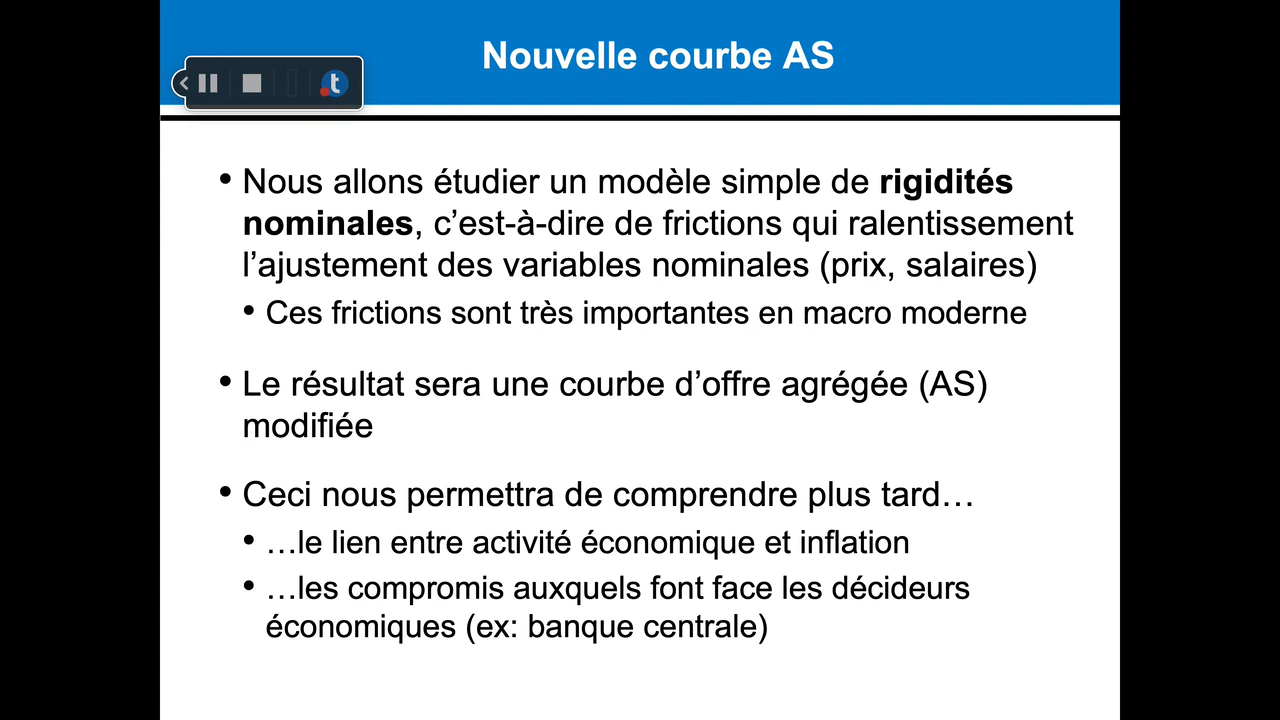 Nouvelle courbe AS
t
• Nous allons étudier un modèle simple de rigidités
nominales, c’est-à-dire de frictions qui ralentissement
l’ajustement des variables nominales (prix, salaires)
• Ces frictions sont très importantes en macro moderne
• Le résultat sera une courbe d’offre agrégée (AS)
modifiée
• Ceci nous permettra de comprendre plus tard…
• …le lien entre activité économique et inflation
• …les compromis auxquels font face les décideurs
économiques (ex: banque centrale)